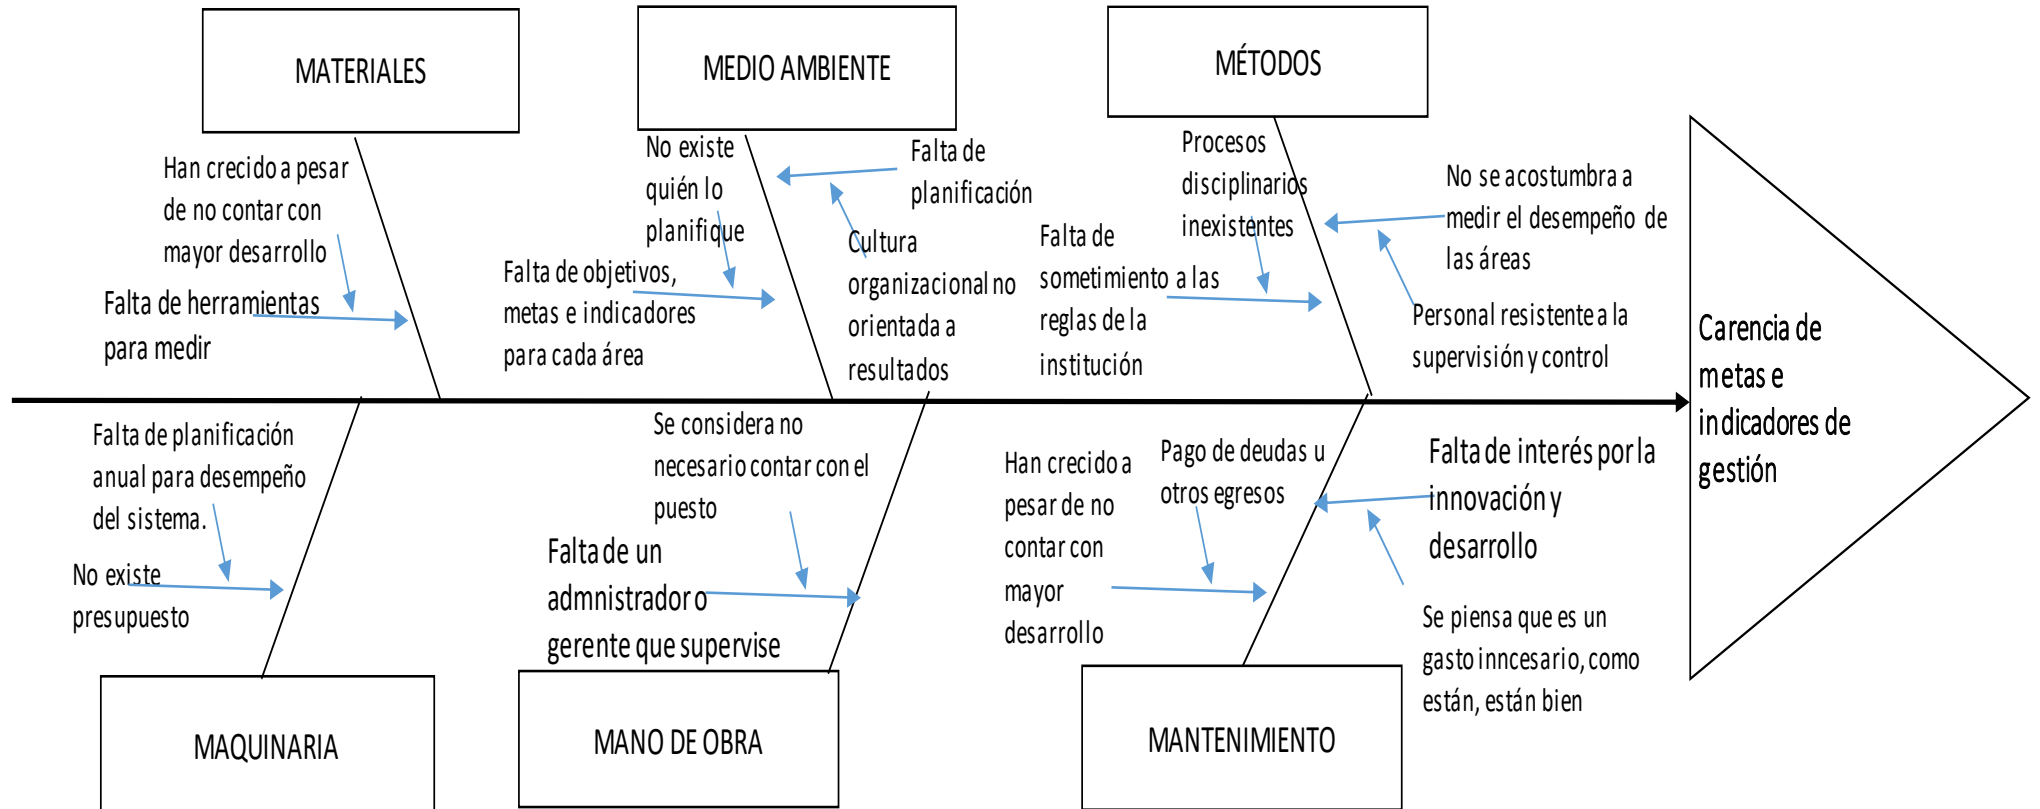 MATERIALES
MEDIO AMBIENTE
MÉTODOS
Han crecido a pesar
de no contar con
mayor desarrollo
Falta de herramientas
para medir
No existe
quién lo
planifique
Falta de objetivos,
metas e indicadores
para cada área
Falta de
planificación
Cultura
organizacional no
orientada a
resultados
Procesos
disciplinarios
inexistentes
Falta de
sometimiento a las
reglas de la
institución
No se acostumbra a
medir el desempeño de
las áreas
Personal resistente a la
supervisión y control
Carencia de
metas e
indicadores de
gestión
Falta de planificación
anual para desempeño
del sistema.
No existe
presupuesto
Se considera no
necesario contar con el
puesto
Falta de un
admnistrador o
gerente que supervise
Han crecido a
pesar de no
contar con
mayor
desarrollo
Pago de deudas u
otros egresos
Falta de interés por la
innovación y
desarrollo
Se piensa que es un
gasto inncesario, como
están, están bien
MAQUINARIA
MANO DE OBRA
MANTENIMIENTO